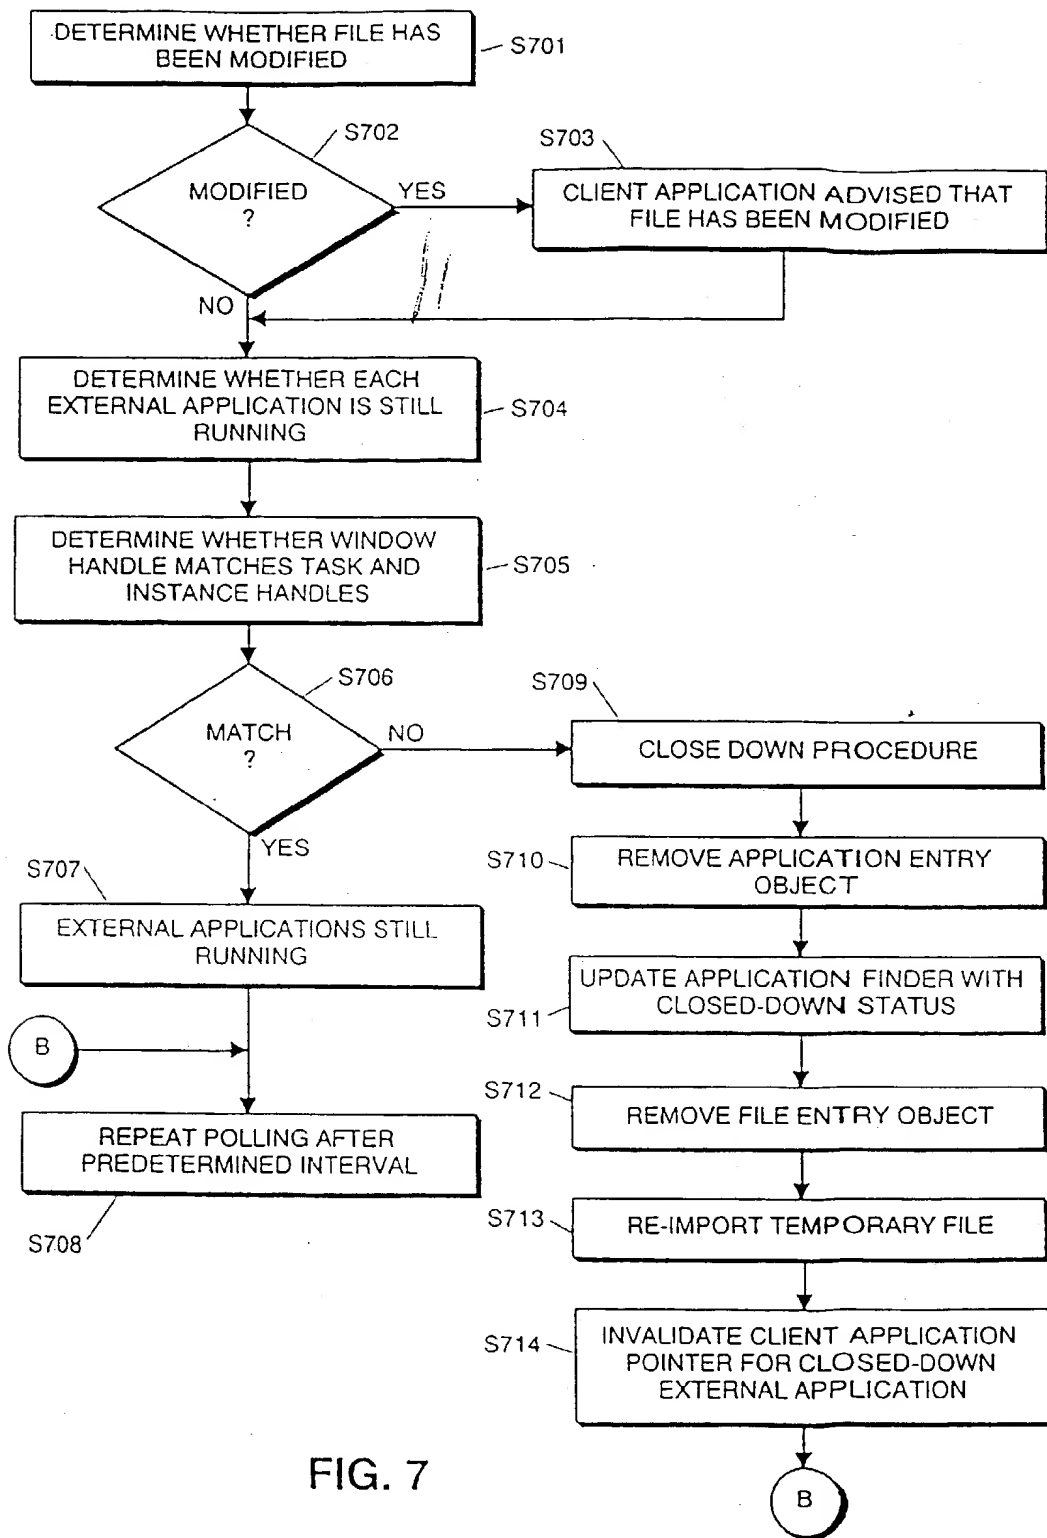 DETERMINE WHETHER FILE HAS
BEEN MODIFIED
S701
S702
MODIFIED
?
YES
NO
S703
CLIENT APPLICATION ADVISED THAT
FILE HAS BEEN MODIFIED
DETERMINE WHETHER EACH
EXTERNAL APPLICATION IS STILL
RUNNING
S704
DETERMINE WHETHER WINDOW
HANDLE MATCHES TASK AND
INSTANCE HANDLES
S705
S706
MATCH
?
NO
YES
S707
EXTERNAL APPLICATIONS STILL
RUNNING
B
REPEAT POLLING AFTER
PREDETERMINED INTERVAL
S708
S709
CLOSE DOWN PROCEDURE
S710
REMOVE APPLICATION ENTRY
OBJECT
UPDATE APPLICATION FINDER WITH
CLOSED-DOWN STATUS
S711
S712
REMOVE FILE ENTRY OBJECT
S713
RE-IMPORT TEMPORARY FILE
S714
INVALIDATE CLIENT APPLICATION
POINTER FOR CLOSED-DOWN
EXTERNAL APPLICATION
B
FIG. 7